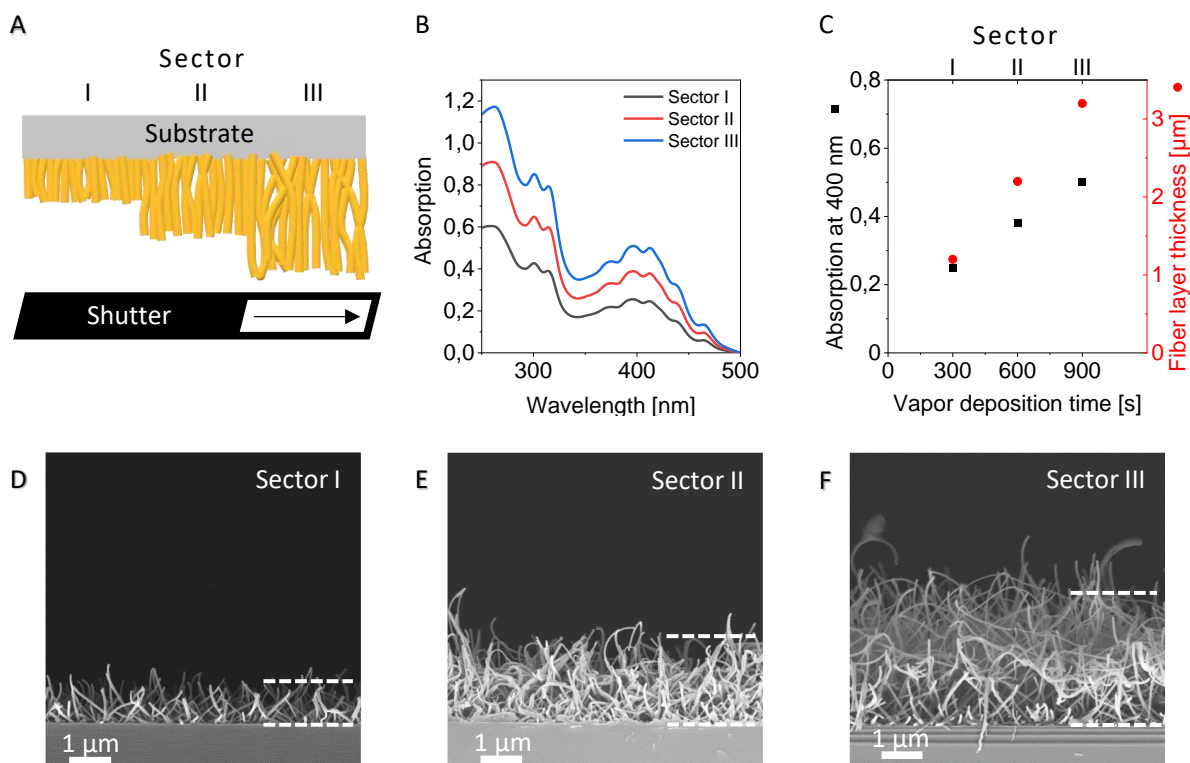 A
Sector
I II III
Substrate
Shutter
B
Absorption
1,2
1,0
0,8
0.6
0.4
0.2
0,0
300 400 500
Wavelength [nm]
Sector I
Sector II
Sector III
C
Sector
I II III
Absorption at 400 nm
0,8
0,6
0,4
0,2
0
0 300 600 900
Vapor deposition time [s]
3
2
1
0
Fiber layer thickness [µm]
D
Sector I
1 µm
E
Sector II
1 µm
F
Sector III
1 µm